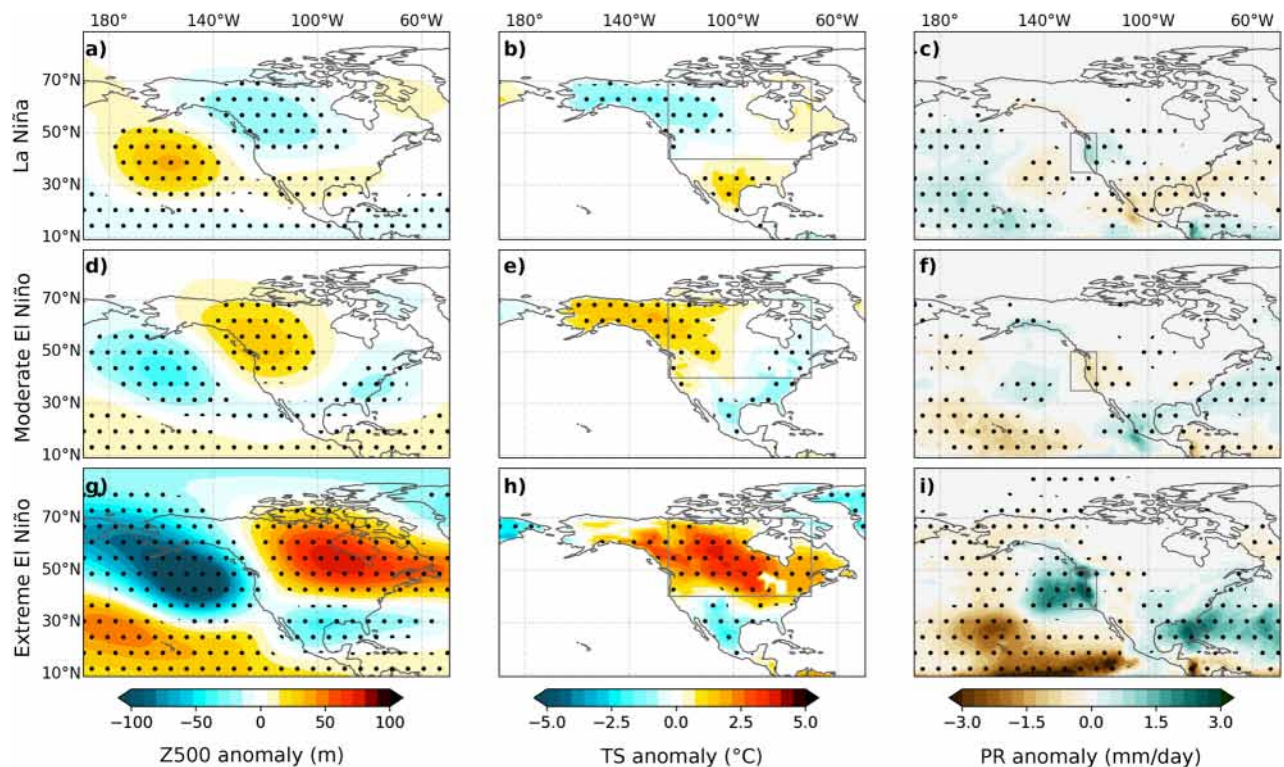 180° 140°W 100°W 60°W 180° 140°W 100°W 60°W 180° 140°W 100°W 60°W
La Niña
a) b) c)
70°N
50°N
30°N
10°N
Moderate El Niño
d) e) f)
70°N
50°N
30°N
10°N
Extreme El Niño
g) h) i)
70°N
50°N
30°N
10°N
−100 −50 0 50 100 −5.0 −2.5 0.0 2.5 5.0 −3.0 −1.5 0.0 1.5 3.0
Z500 anomaly (m) TS anomaly (°C) PR anomaly (mm/day)